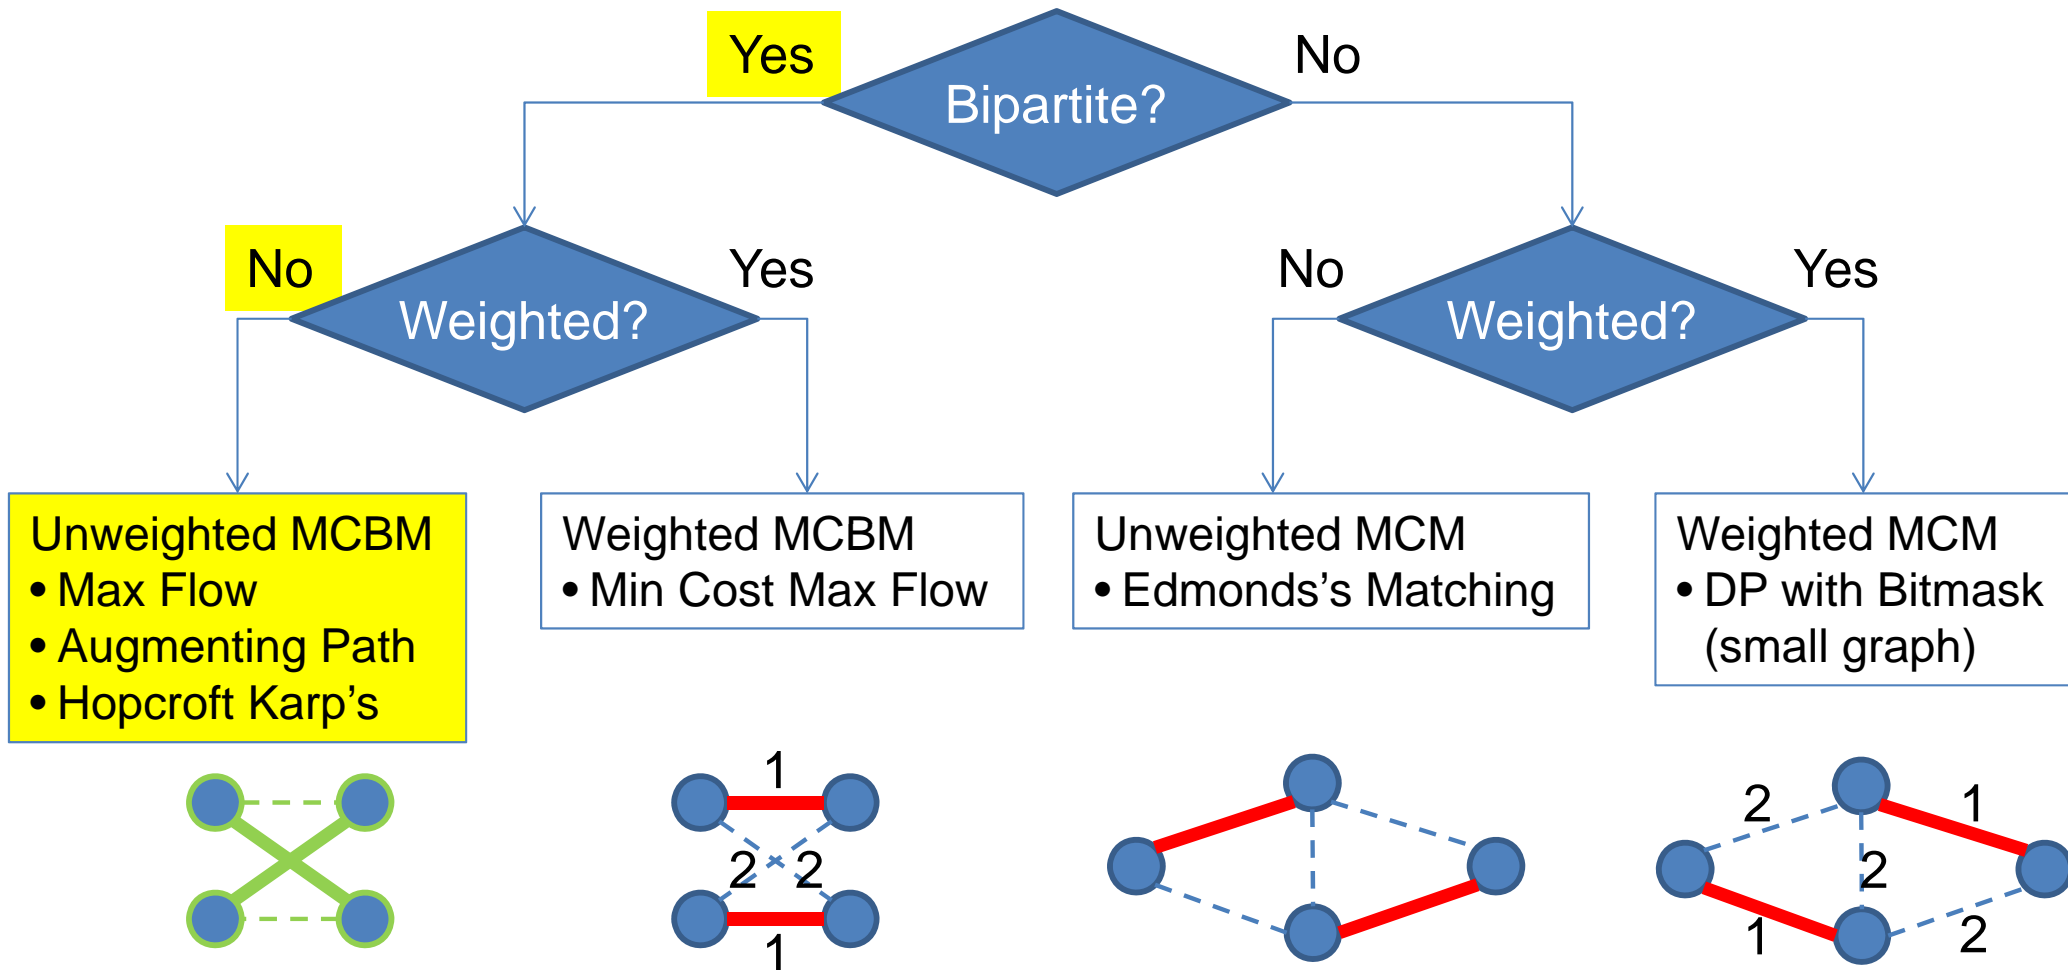 Yes
No
Bipartite?
No
Yes
No
Yes
Weighted?
Weighted?
Unweighted MCBM
• Max Flow
• Augmenting Path
• Hopcroft Karp's
Weighted MCBM
• Min Cost Max Flow
Unweighted MCM
• Edmonds's Matching
Weighted MCM
• DP with Bitmask
(small graph)
1
2 2
1
2
1
2
1
2